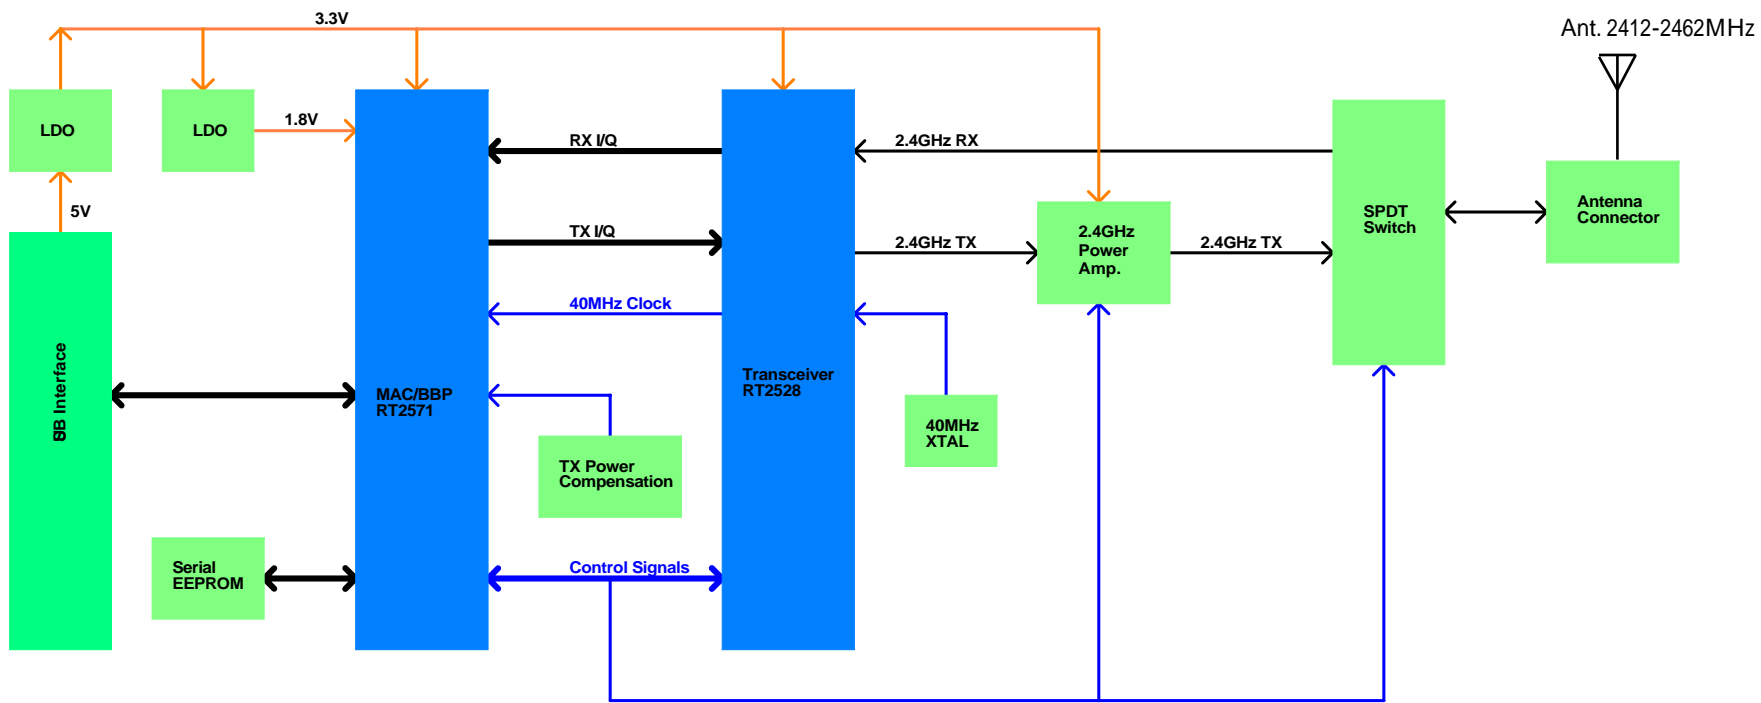 3.3V
Ant. 2412-2462MHz
LDO
LDO
1.8V
RX I/Q
2.4GHz RX
5V
TX I/Q
2.4GHz TX
2.4GHz
Power
Amp.
2.4GHz TX
SPDT
Switch
Antenna
Connector
40MHz Clock
Interface
MAC/BBP
RT2571
Transceiver
RT2528
40MHz
XTAL
TX Power
Compensation
Serial
EEPROM
Control Signals